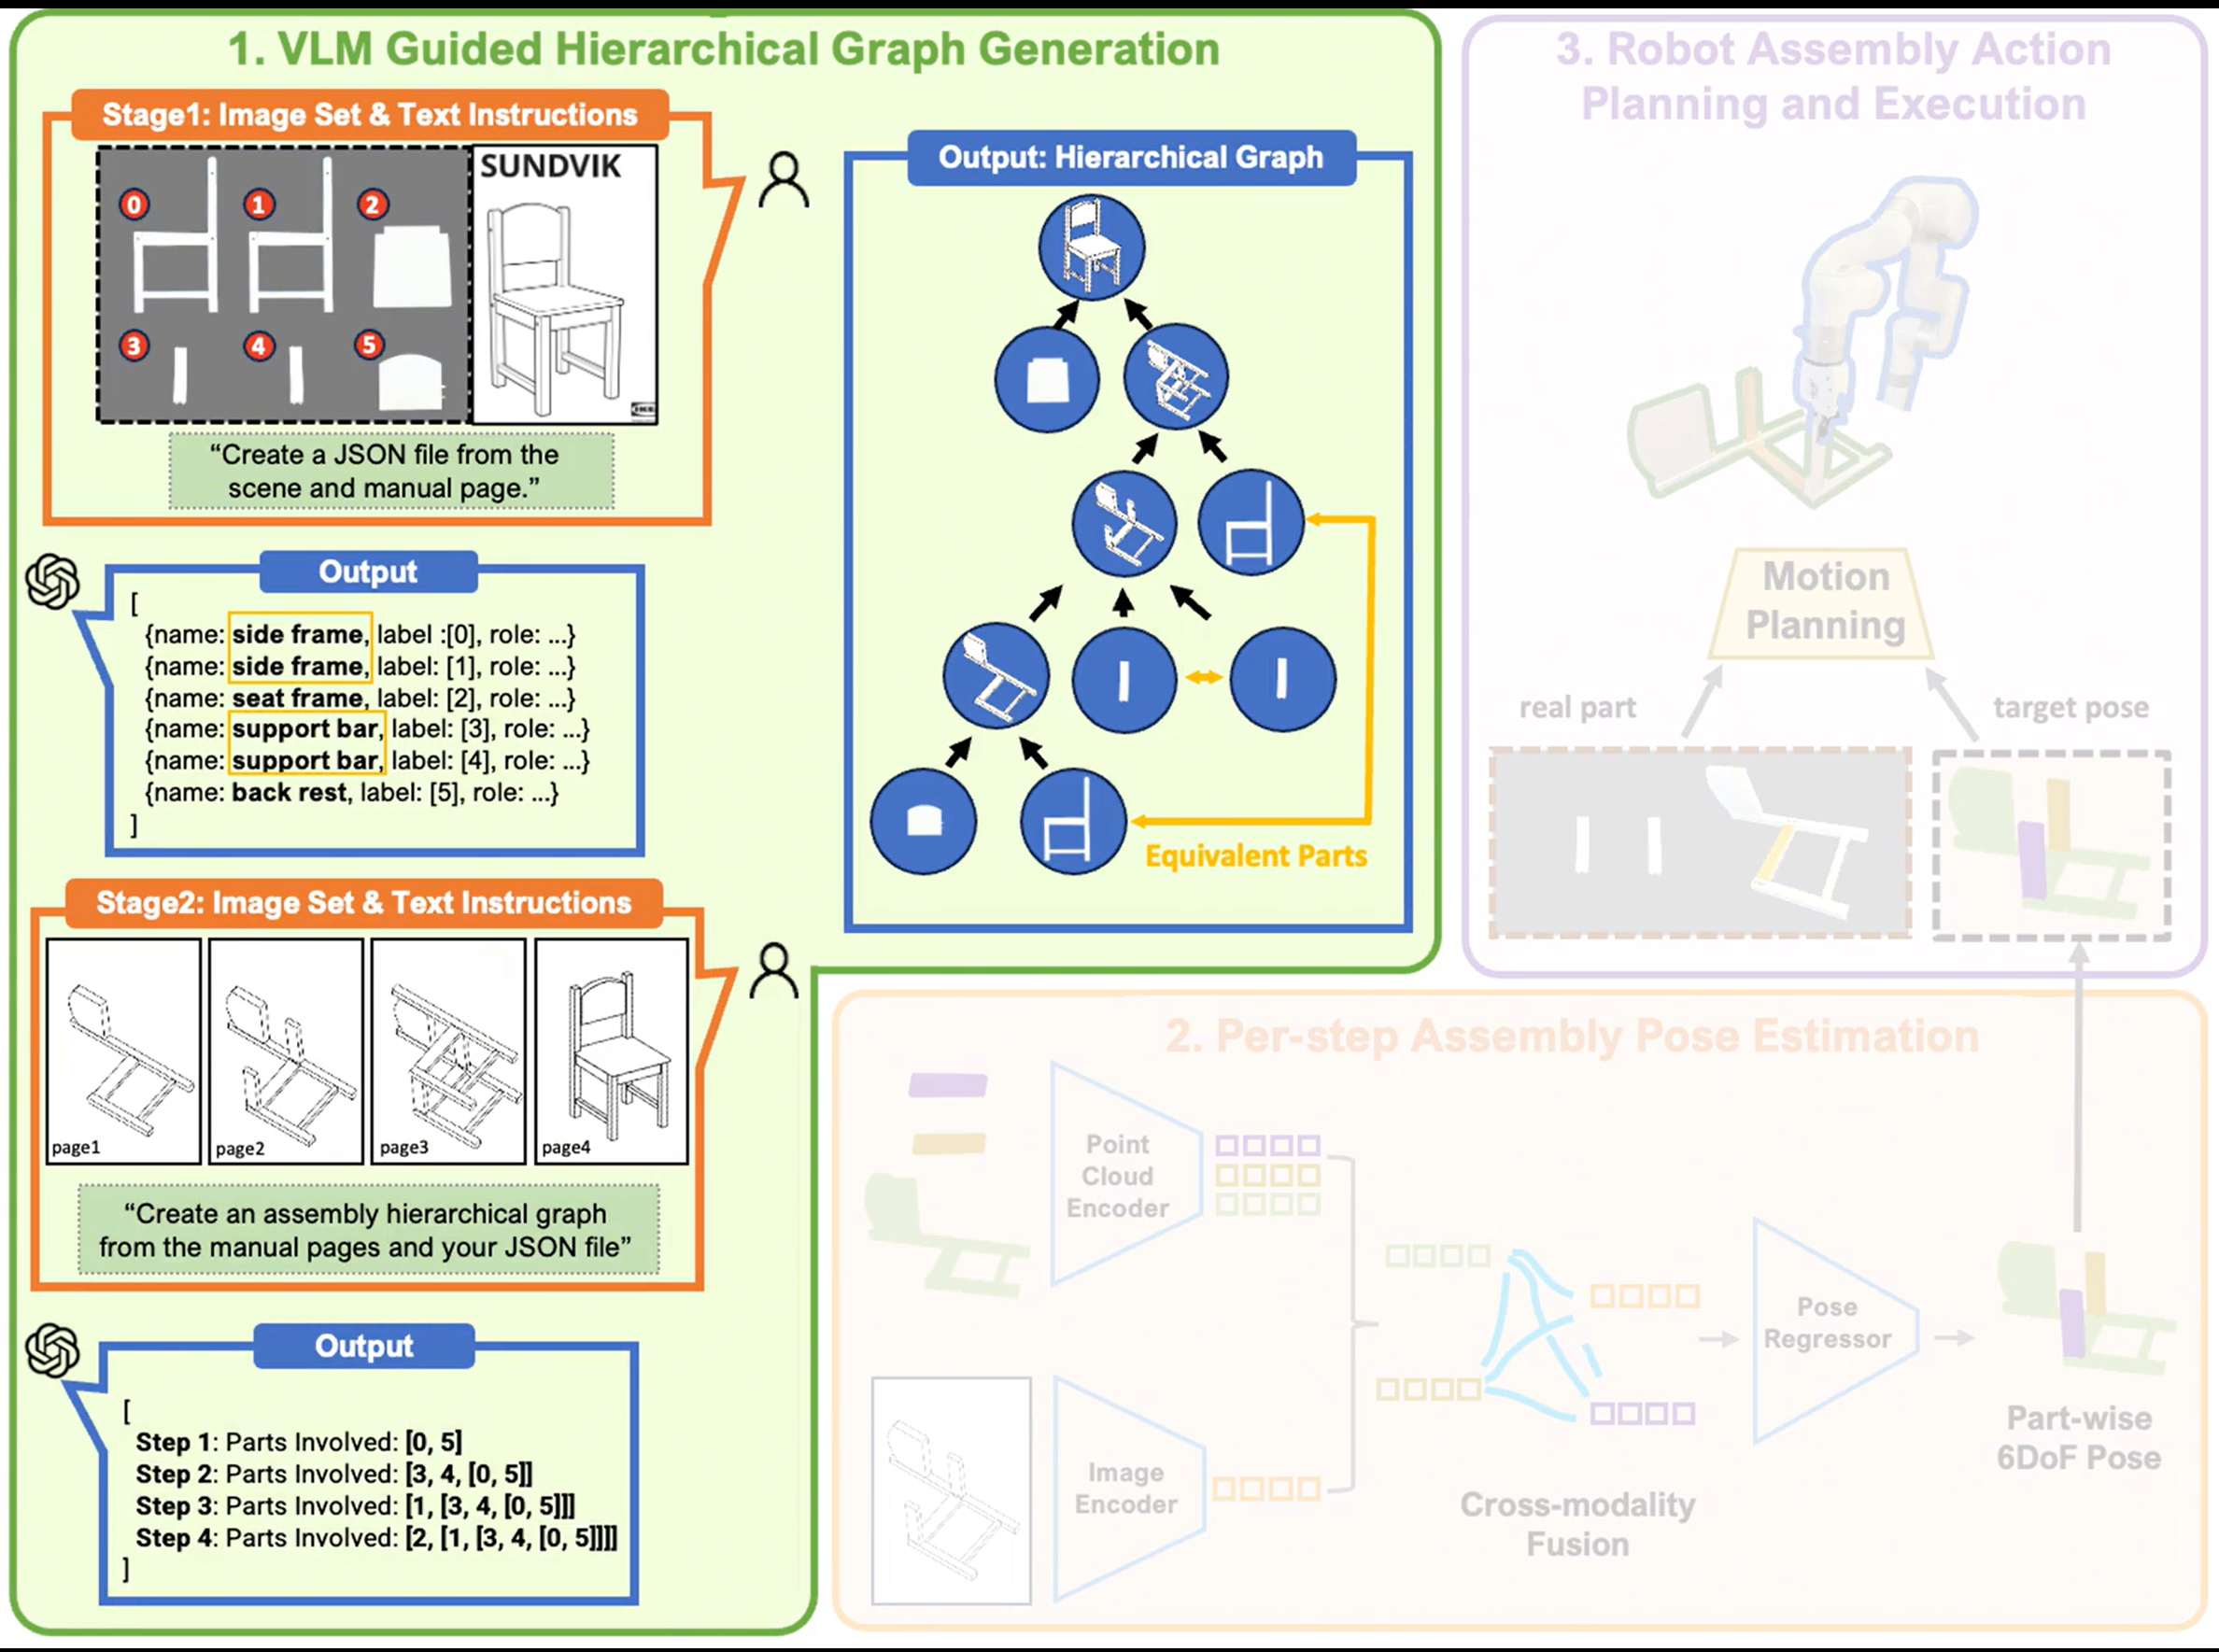 1. VLM Guided Hierarchical Graph Generation
Stage1: Image Set & Text Instructions
0
1
2
3
4
5
SUNDVIK
“Create a JSON file from the
scene and manual page.”
Output
[
{name: side frame, label :[0], role: ...}
{name: side frame, label: [1], role: ...}
{name: seat frame, label: [2], role: ...}
{name: support bar, label: [3], role: ...}
{name: support bar, label: [4], role: ...}
{name: back rest, label: [5], role: ...}
]
Stage2: Image Set & Text Instructions
page1
page2
page3
page4
“Create an assembly hierarchical graph
from the manual pages and your JSON file”
Output
[
Step 1: Parts Involved: [0, 5]
Step 2: Parts Involved: [3, 4, [0, 5]]
Step 3: Parts Involved: [1, [3, 4, [0, 5]]]
Step 4: Parts Involved: [2, [1, [3, 4, [0, 5]]]]
]
Output: Hierarchical Graph
Equivalent Parts
2. Per-step Assembly Pose Estimation
Point
Cloud
Encoder
Image
Encoder
Cross-modality
Fusion
Pose
Regressor
Part-wise
6DoF Pose
3. Robot Assembly Action
Planning and Execution
Motion
Planning
real part
target pose